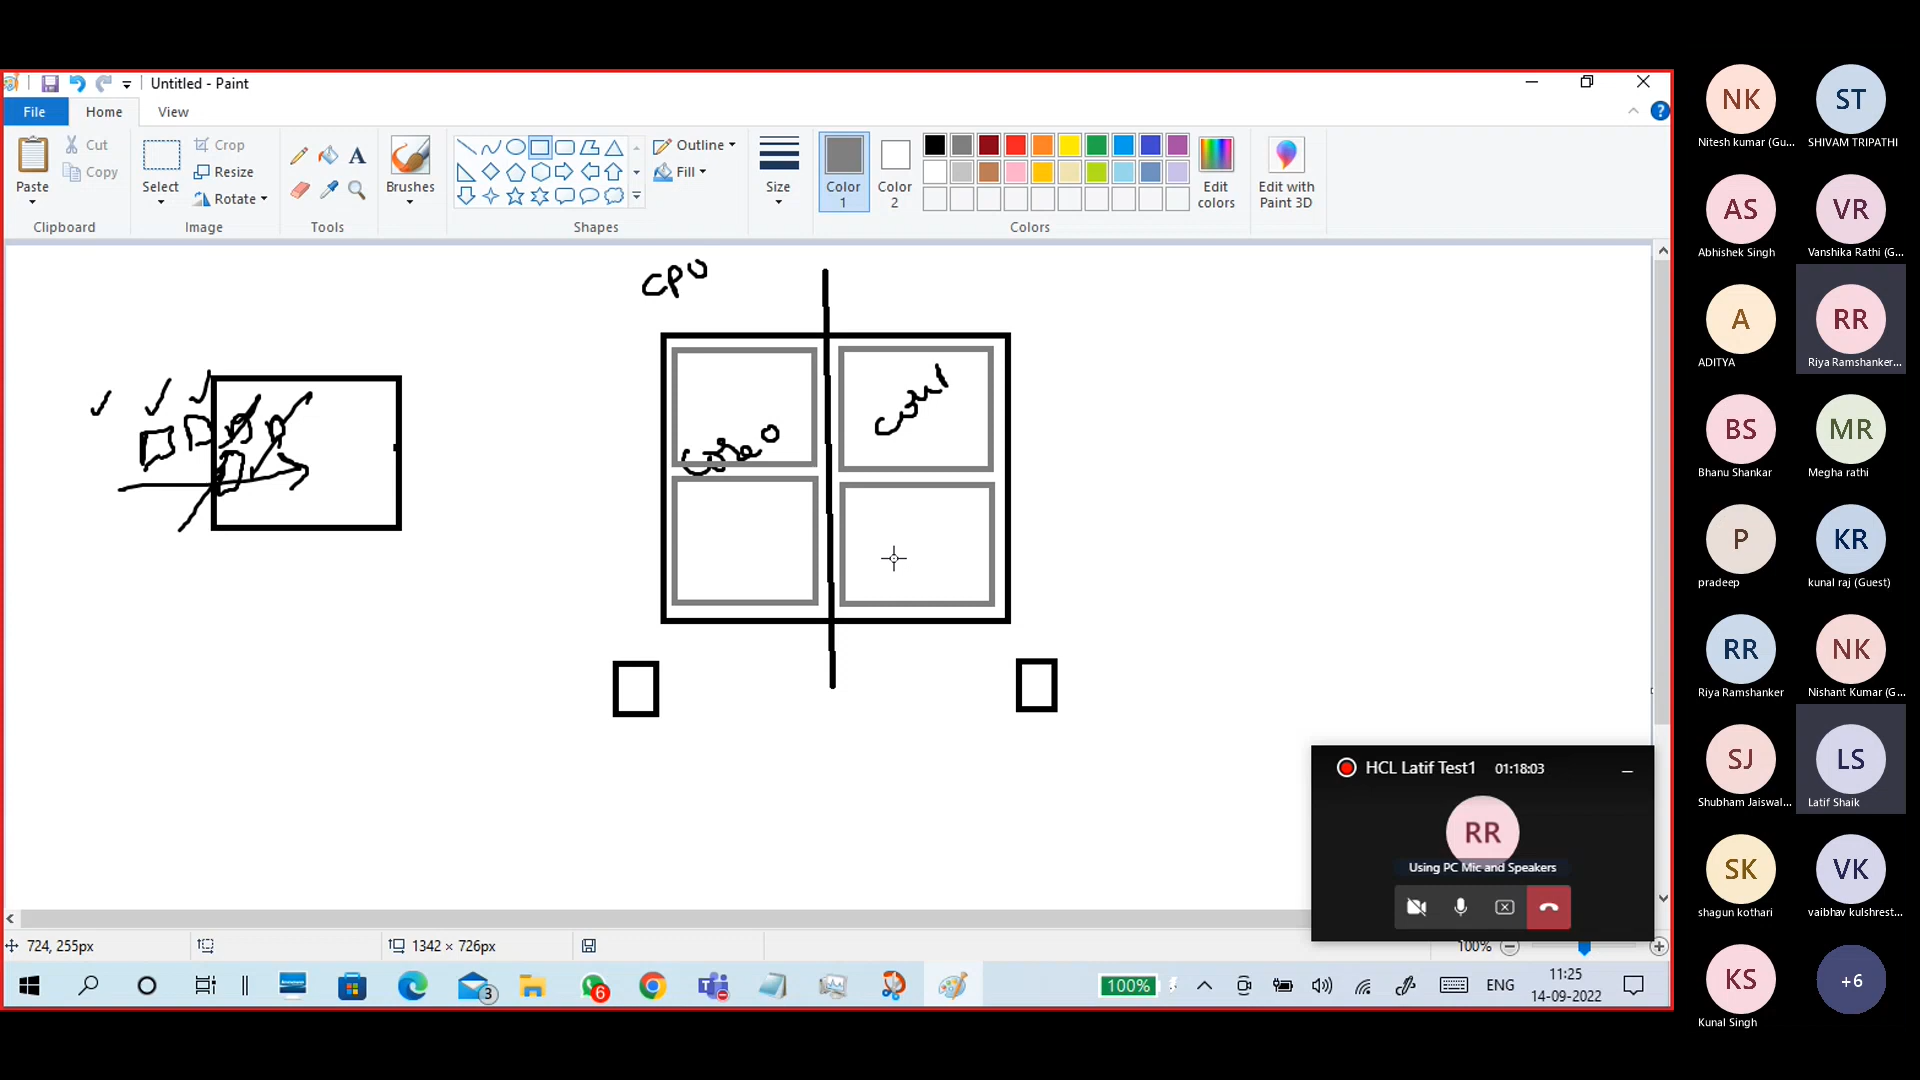 Untitled - Paint
File
Home
View
Paste
Cut
Copy
Clipboard
Select
Crop
Resize
Rotate
Image
A
Tools
Brushes
Shapes
Outline
Fill
Size
Color
1
Color
2
Edit
colors
Edit with
Paint 3D
Colors
CPU
core 0
cor1
HCL Latif Test1 01:18:03
RR
Using PC Mic and Speakers
724, 255px
1342 × 726px
100%
3
6
100%
ENG
11:25
14-09-2022
NK
Nitesh kumar (Gu...
ST
SHIVAM TRIPATHI
AS
Abhishek Singh
VR
Vanshika Rathi (G...
A
ADITYA
RR
Riya Ramshanker...
BS
Bhanu Shankar
MR
Megha rathi
P
pradeep
KR
kunal raj (Guest)
RR
Riya Ramshanker
NK
Nishant Kumar (G...
SJ
Shubham Jaiswal...
LS
Latif Shaik
SK
shagun kothari
VK
vaibhav kulshrest...
KS
Kunal Singh
+6